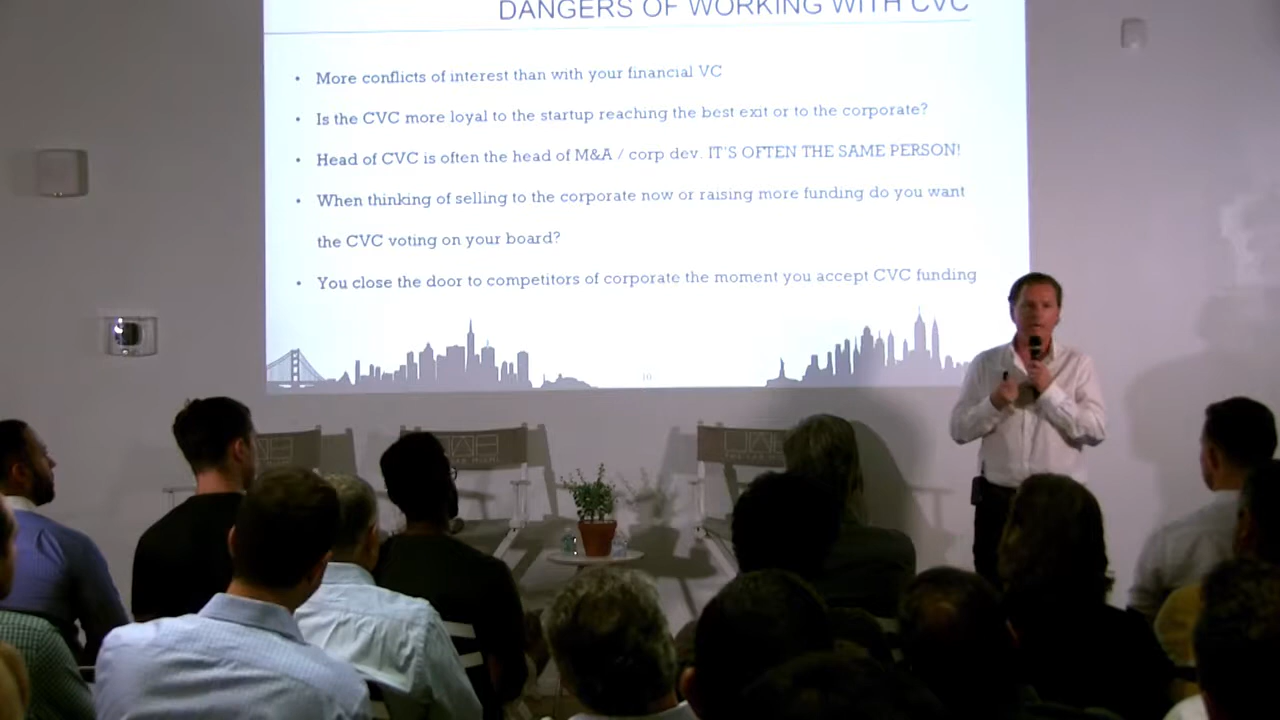 DANGERS OF WORKING WITH CVC
• More conflicts of interest than with your financial VC
• Is the CVC more loyal to the startup reaching the best exit or to the corporate?
• Head of CVC is often the head of M&A / corp dev. IT'S OFTEN THE SAME PERSON!
• When thinking of selling to the corporate now or raising more funding do you want
the CVC voting on your board?
• You close the door to competitors of corporate the moment you accept CVC funding
10